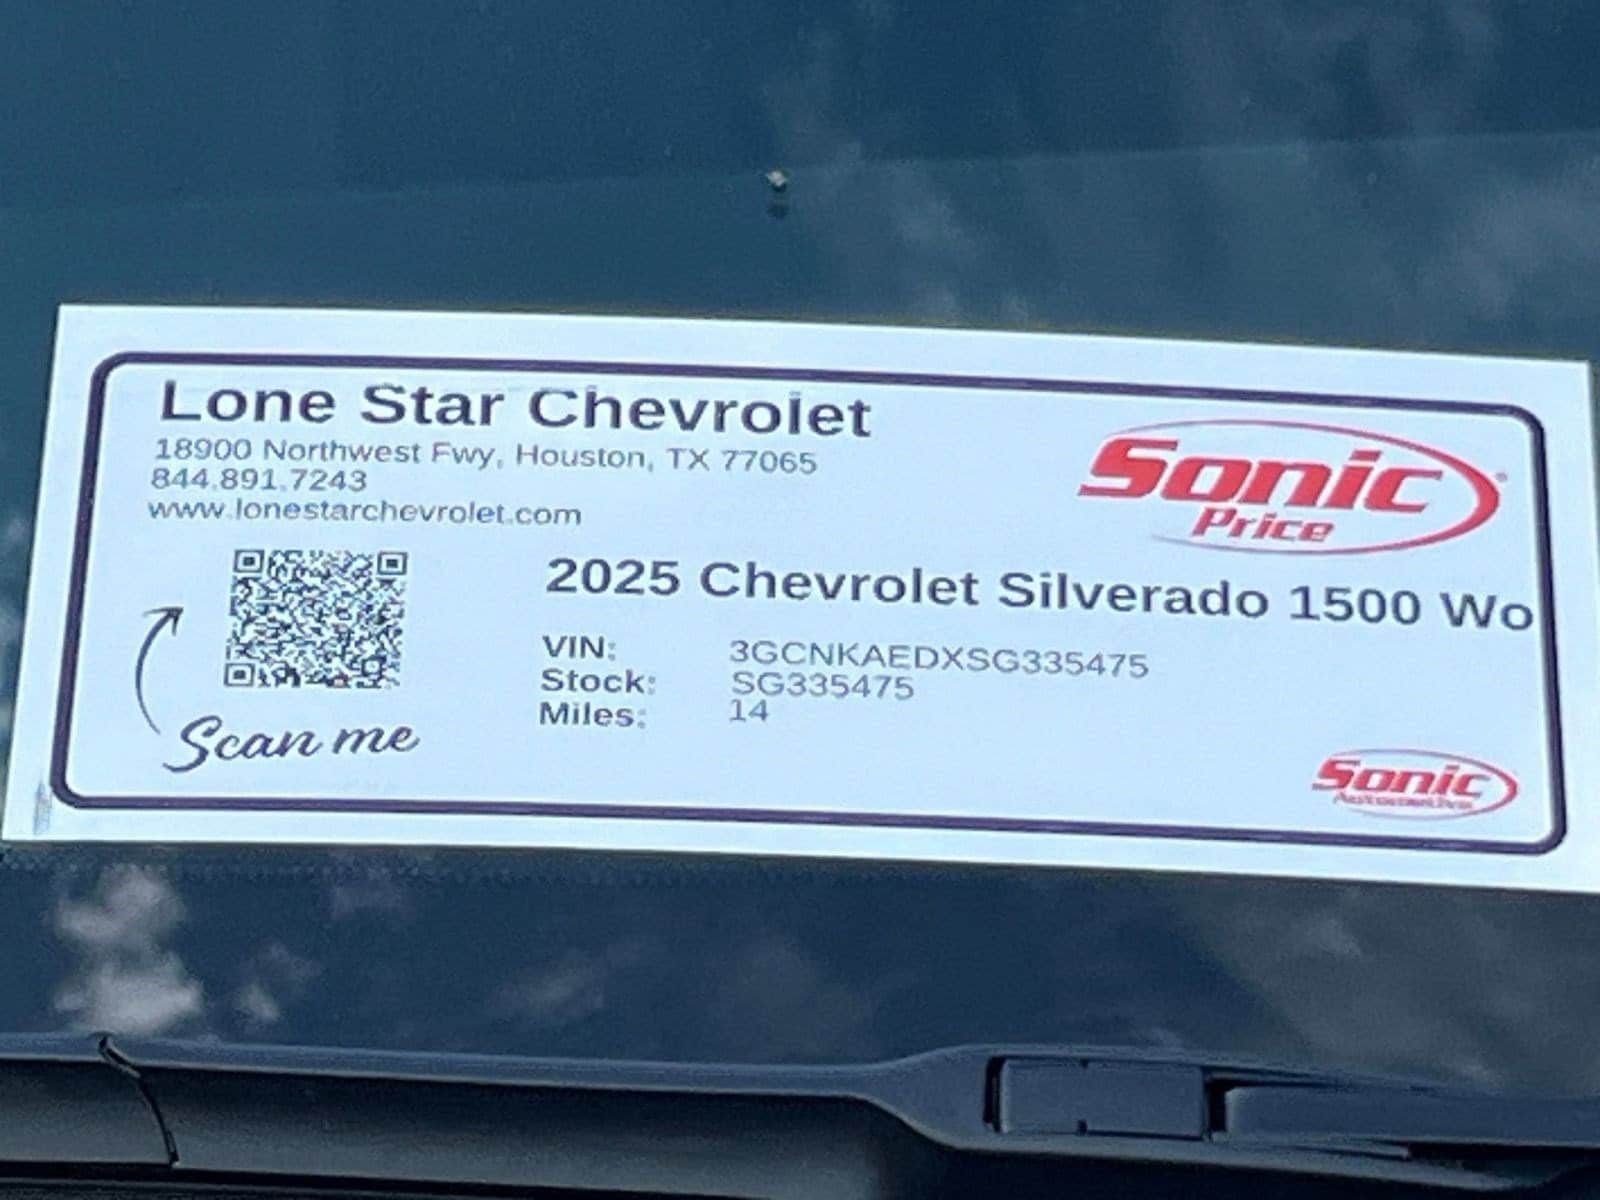 Lone Star Chevrolet
18900 Northwest Fwy, Houston, TX 77065
844.891.7243
www.lonestarchevrolet.com
Sonic®
Price
2025 Chevrolet Silverado 1500 Wo
VIN: 3GCNKAEDXSG335475
Stock: SG335475
Miles: 14
Scan me
Sonic
Automotive